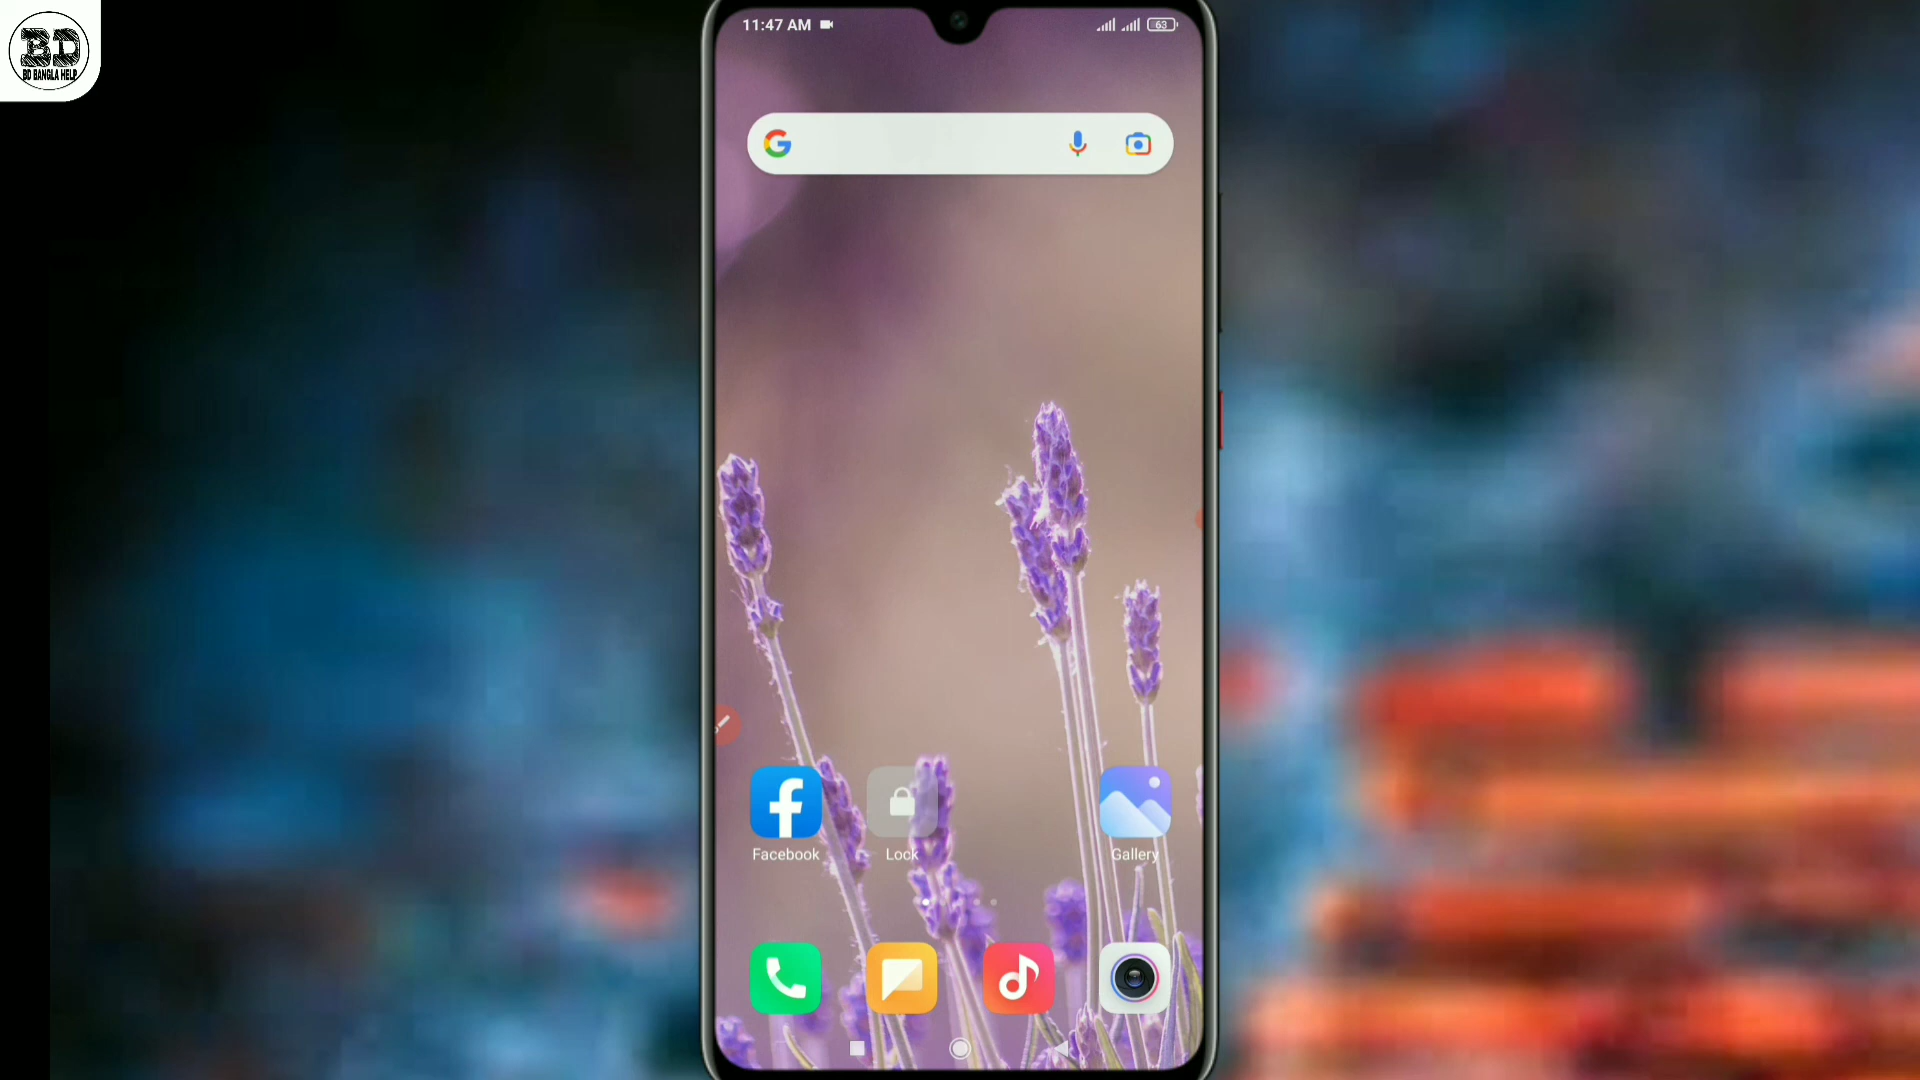 BD
BD BANGLA HELP
11:47 AM
63
Facebook
Lock
Gallery